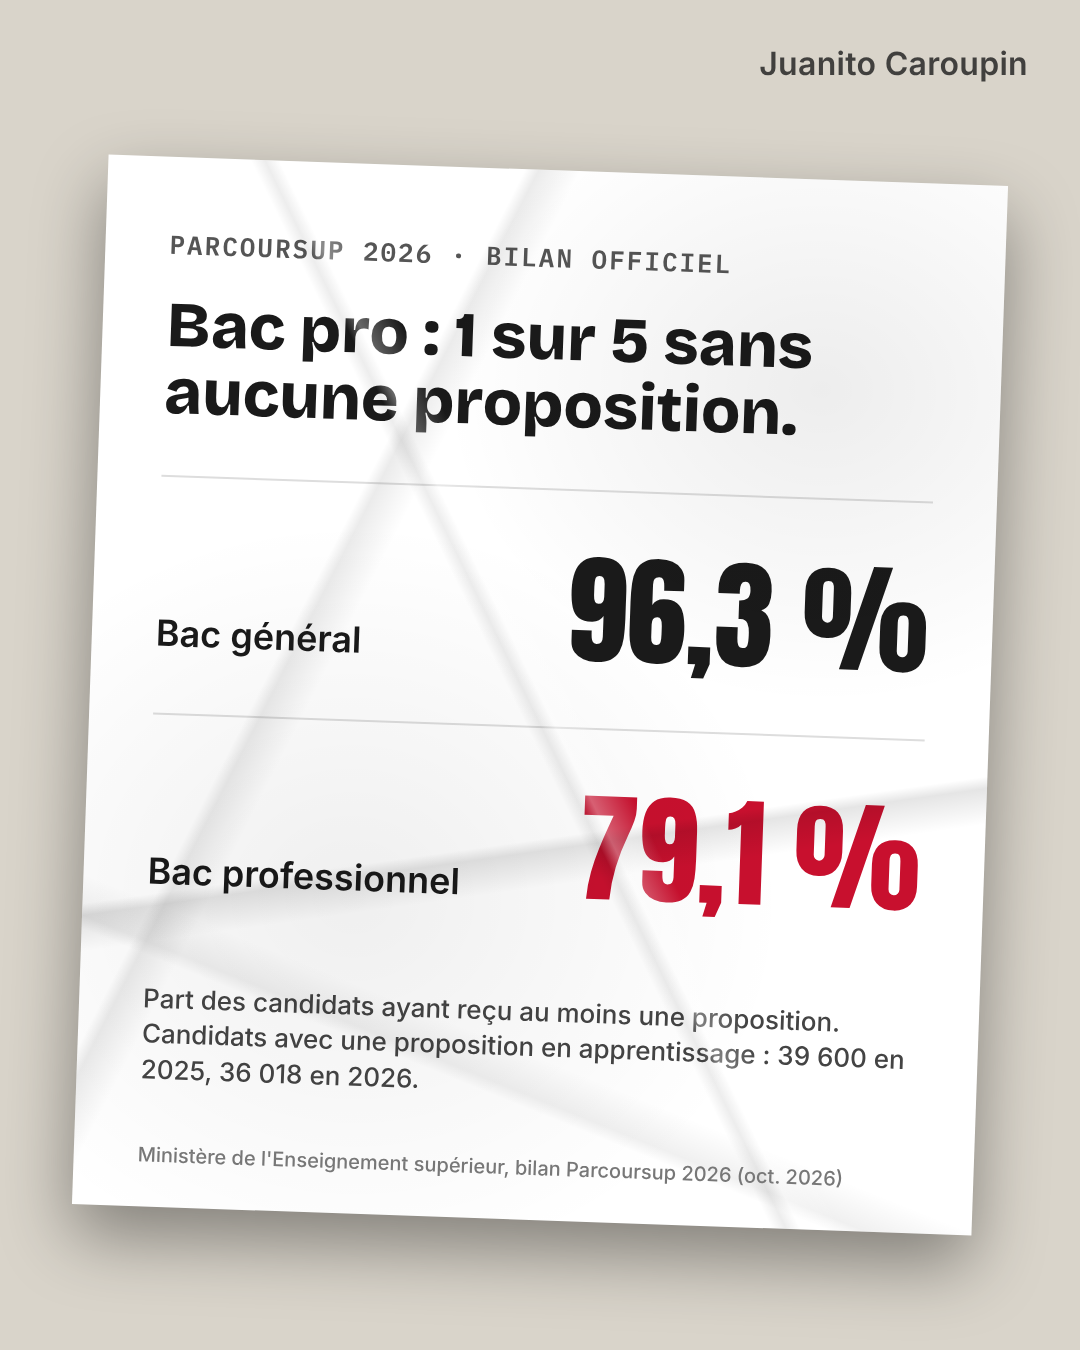 Juanito Caroupin
PARCOURSUP 2026 · BILAN OFFICIEL
Bac pro : 1 sur 5 sans
aucune proposition.
Bac général
96,3 %
Bac professionnel
79,1 %
Part des candidats ayant reçu au moins une proposition.
Candidats avec une proposition en apprentissage : 39 600 en
2025, 36 018 en 2026.
Ministère de l'Enseignement supérieur, bilan Parcoursup 2026 (oct. 2026)